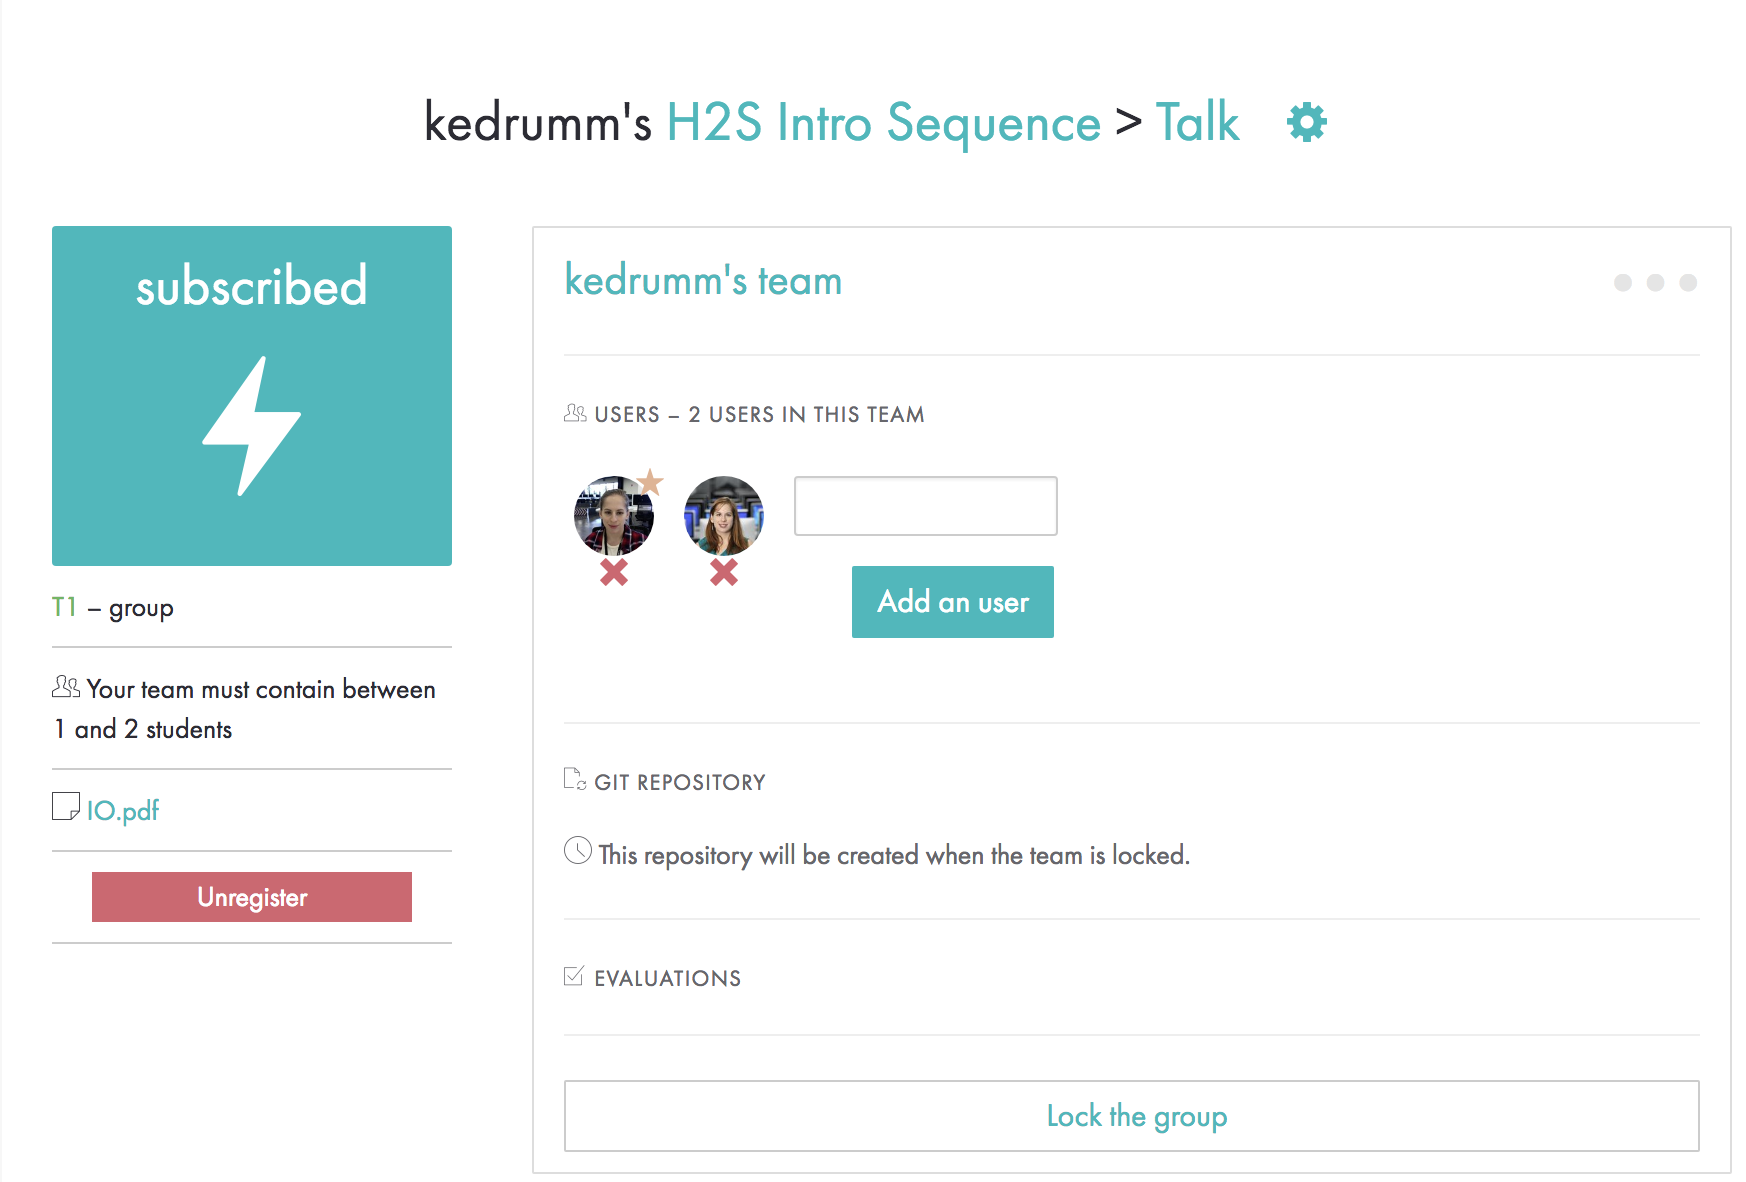 kedrumm's H2S Intro Sequence > Talk
subscribed
T1 – group
Your team must contain between
1 and 2 students
IO.pdf
Unregister
kedrumm's team
USERS – 2 USERS IN THIS TEAM
Add an user
GIT REPOSITORY
This repository will be created when the team is locked.
EVALUATIONS
Lock the group